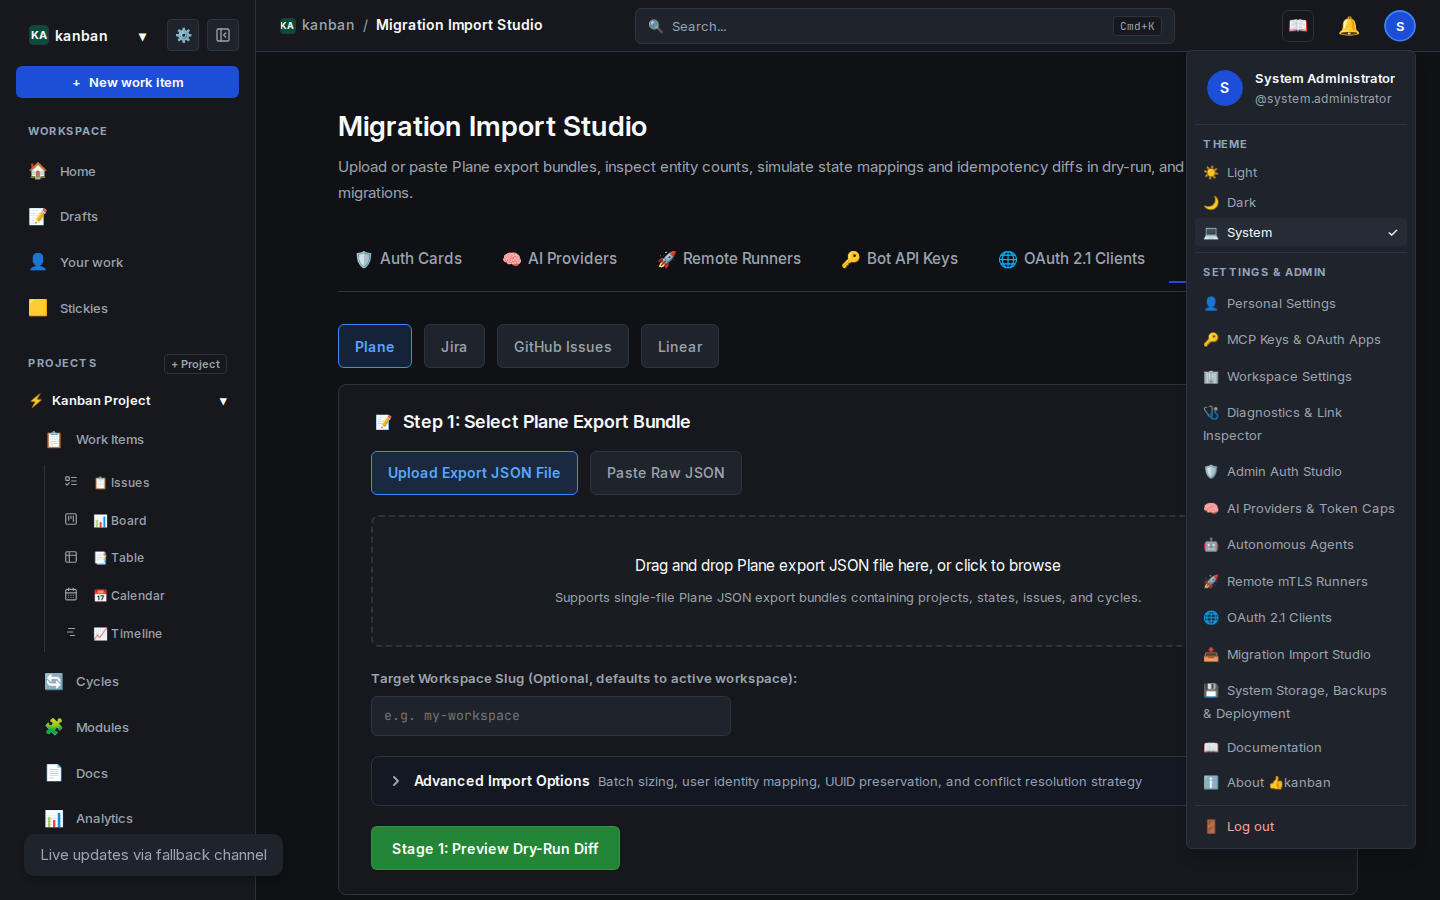 KA kanban ▾
+ New work item
WORKSPACE
Home
Drafts
Your work
Stickies
PROJECTS
+ Project
Kanban Project ▾
Work Items
Issues
Board
Table
Calendar
Timeline
Cycles
Modules
Docs
Analytics
Live updates via fallback channel
KA kanban / Migration Import Studio
Search...
Cmd+K
S
Migration Import Studio
Upload or paste Plane export bundles, inspect entity counts, simulate state mappings and idempotency diffs in dry-run, and
migrations.
Auth Cards
AI Providers
Remote Runners
Bot API Keys
OAuth 2.1 Clients
Plane
Jira
GitHub Issues
Linear
Step 1: Select Plane Export Bundle
Upload Export JSON File
Paste Raw JSON
Drag and drop Plane export JSON file here, or click to browse
Supports single-file Plane JSON export bundles containing projects, states, issues, and cycles.
Target Workspace Slug (Optional, defaults to active workspace):
e.g. my-workspace
Advanced Import Options Batch sizing, user identity mapping, UUID preservation, and conflict resolution strategy
Stage 1: Preview Dry-Run Diff
S
System Administrator
@system.administrator
THEME
Light
Dark
System ✓
SETTINGS & ADMIN
Personal Settings
MCP Keys & OAuth Apps
Workspace Settings
Diagnostics & Link
Inspector
Admin Auth Studio
AI Providers & Token Caps
Autonomous Agents
Remote mTLS Runners
OAuth 2.1 Clients
Migration Import Studio
System Storage, Backups
& Deployment
Documentation
About 👍kanban
Log out